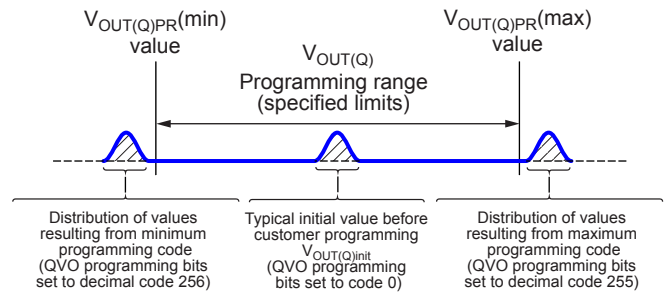 V_OUT(Q)PR(min)
value
V_OUT(Q)
Programming range
(specified limits)
V_OUT(Q)PR(max)
value
Distribution of values
resulting from minimum
programming code
(QVO programming bits
set to decimal code 256)
Typical initial value before
customer programming
V_OUT(Q)init
(QVO programming
bits set to code 0)
Distribution of values
resulting from maximum
programming code
(QVO programming bits
set to decimal code 255)